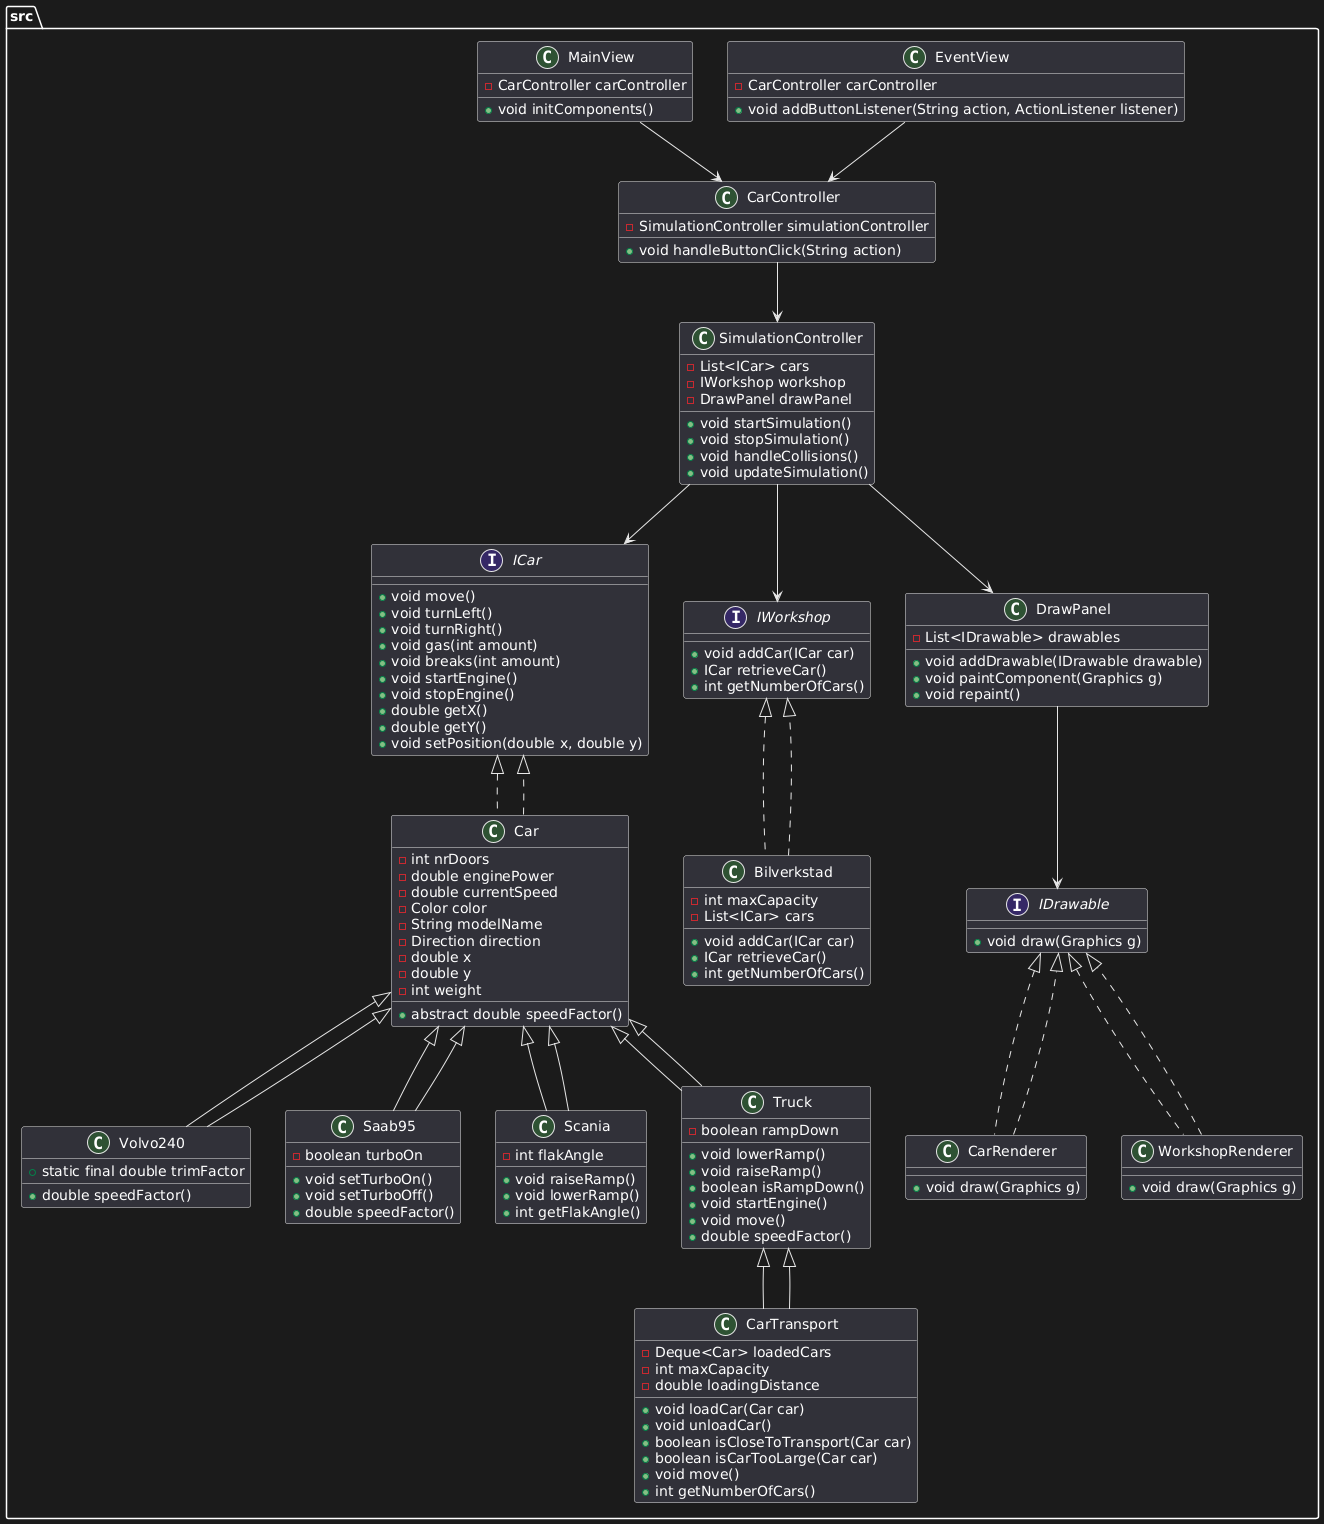 src
C MainView
CarController carController
void initComponents()
C EventView
CarController carController
void addButtonListener(String action, ActionListener listener)
C CarController
SimulationController simulationController
void handleButtonClick(String action)
C SimulationController
List<ICar> cars
IWorkshop workshop
DrawPanel drawPanel
void startSimulation()
void stopSimulation()
void handleCollisions()
void updateSimulation()
I ICar
void move()
void turnLeft()
void turnRight()
void gas(int amount)
void breaks(int amount)
void startEngine()
void stopEngine()
double getX()
double getY()
void setPosition(double x, double y)
I IWorkshop
void addCar(ICar car)
ICar retrieveCar()
int getNumberOfCars()
C DrawPanel
List<IDrawable> drawables
void addDrawable(IDrawable drawable)
void paintComponent(Graphics g)
void repaint()
C Car
int nrDoors
double enginePower
double currentSpeed
Color color
String modelName
Direction direction
double x
double y
int weight
abstract double speedFactor()
C Bilverkstad
int maxCapacity
List<ICar> cars
void addCar(ICar car)
ICar retrieveCar()
int getNumberOfCars()
I IDrawable
void draw(Graphics g)
C Volvo240
static final double trimFactor
double speedFactor()
C Saab95
boolean turboOn
void setTurboOn()
void setTurboOff()
double speedFactor()
C Scania
int flakAngle
void raiseRamp()
void lowerRamp()
int getFlakAngle()
C Truck
boolean rampDown
void lowerRamp()
void raiseRamp()
boolean isRampDown()
void startEngine()
void move()
double speedFactor()
C CarRenderer
void draw(Graphics g)
C WorkshopRenderer
void draw(Graphics g)
C CarTransport
Deque<Car> loadedCars
int maxCapacity
double loadingDistance
void loadCar(Car car)
void unloadCar()
boolean isCloseToTransport(Car car)
boolean isCarTooLarge(Car car)
void move()
int getNumberOfCars()